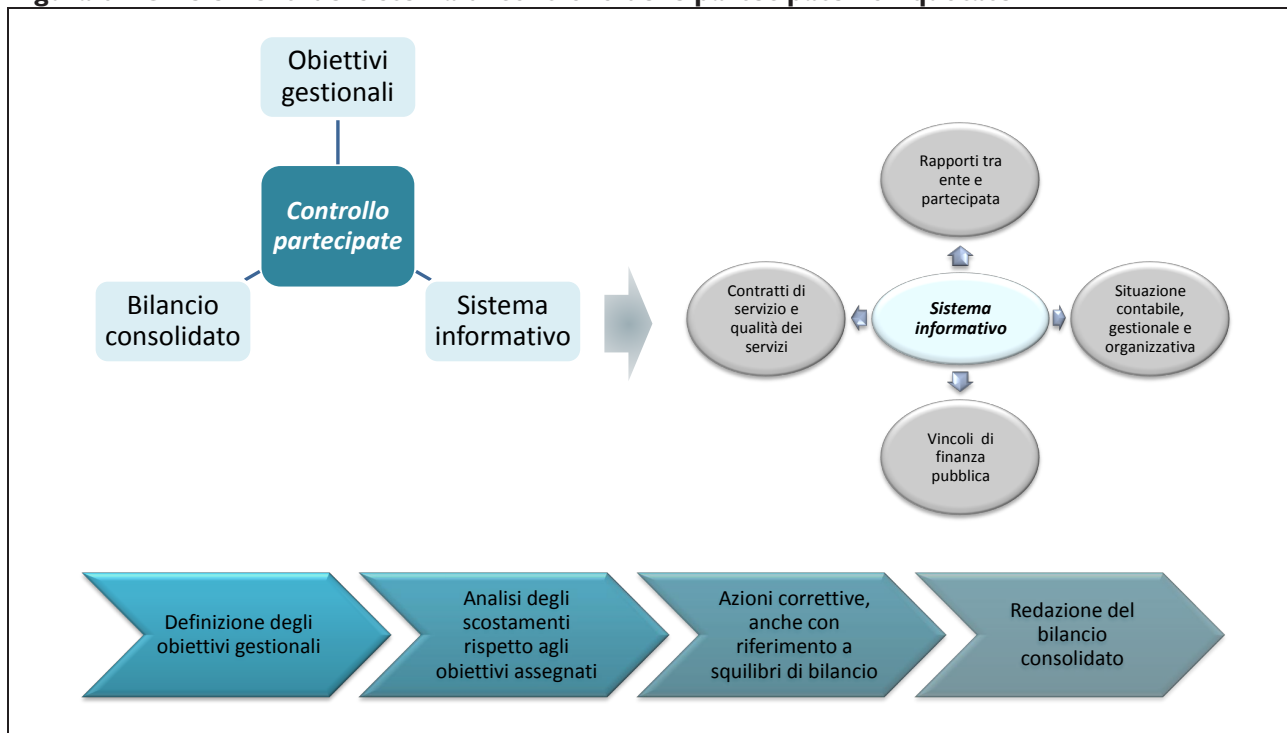 Obiettivi
gestionali
Controllo
partecipate
Bilancio
consolidato
Sistema
informativo
Rapporti tra
ente e
partecipata
Contratti di
servizio e
qualità dei
servizi
Sistema
informativo
Situazione
contabile,
gestionale e
organizzativa
Vincoli di
finanza
pubblica
Definizione degli
obiettivi gestionali
Analisi degli
scostamenti
rispetto agli
obiettivi assegnati
Azioni correttive,
anche con
riferimento a
squilibri di bilancio
Redazione del
bilancio
consolidato